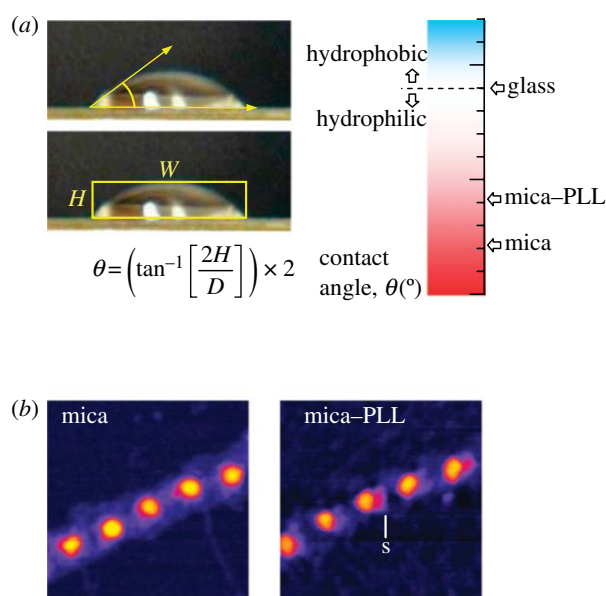 (a)
hydrophobic
glass
hydrophilic
W
H
mica–PLL
mica
θ = (tan⁻¹ [2H/D]) × 2
contact
angle, θ(º)
(b)
mica
mica–PLL
s